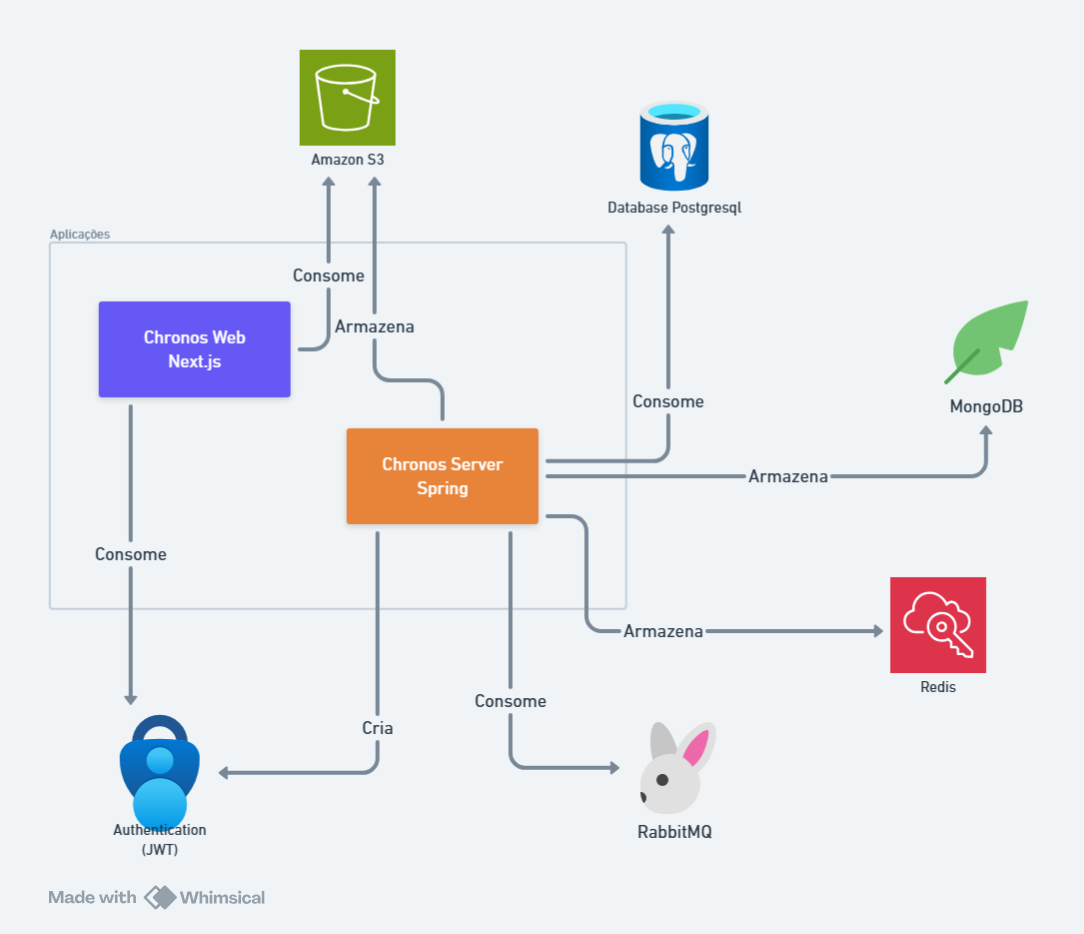 Amazon S3
Database Postgresql
Aplicações
Consome
Chronos Web
Next.js
Armazena
Consome
MongoDB
Chronos Server
Spring
Armazena
Consome
Armazena
Redis
Consome
Cria
Authentication
(JWT)
RabbitMQ
Made with Whimsical